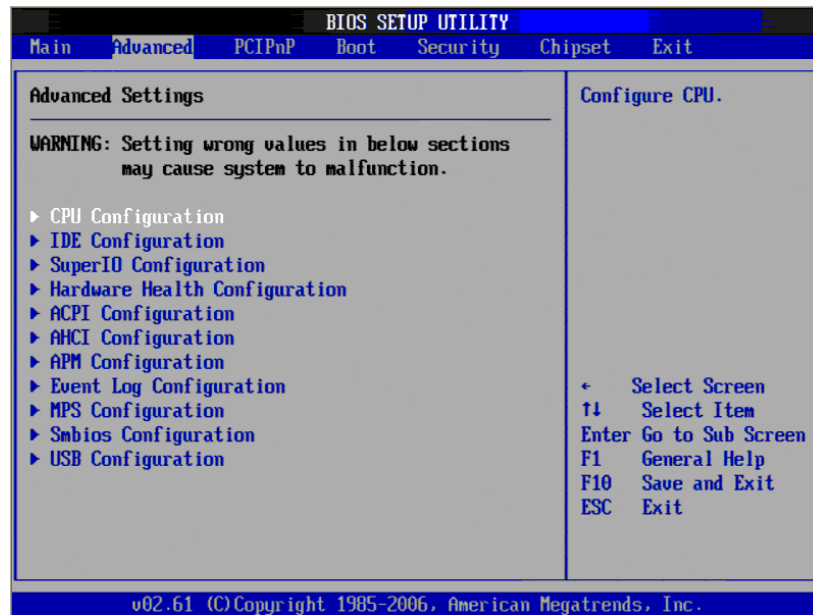 BIOS SETUP UTILITY
Main Advanced PCIPnP Boot Security Chipset Exit
Advanced Settings
WARNING: Setting wrong values in below sections
may cause system to malfunction.
▶ CPU Configuration
▶ IDE Configuration
▶ SuperIO Configuration
▶ Hardware Health Configuration
▶ ACPI Configuration
▶ AHCI Configuration
▶ APM Configuration
▶ Event Log Configuration
▶ MPS Configuration
▶ Smbios Configuration
▶ USB Configuration
Configure CPU.
← Select Screen
↑↓ Select Item
Enter Go to Sub Screen
F1 General Help
F10 Save and Exit
ESC Exit
v02.61 (C)Copyright 1985-2006, American Megatrends, Inc.